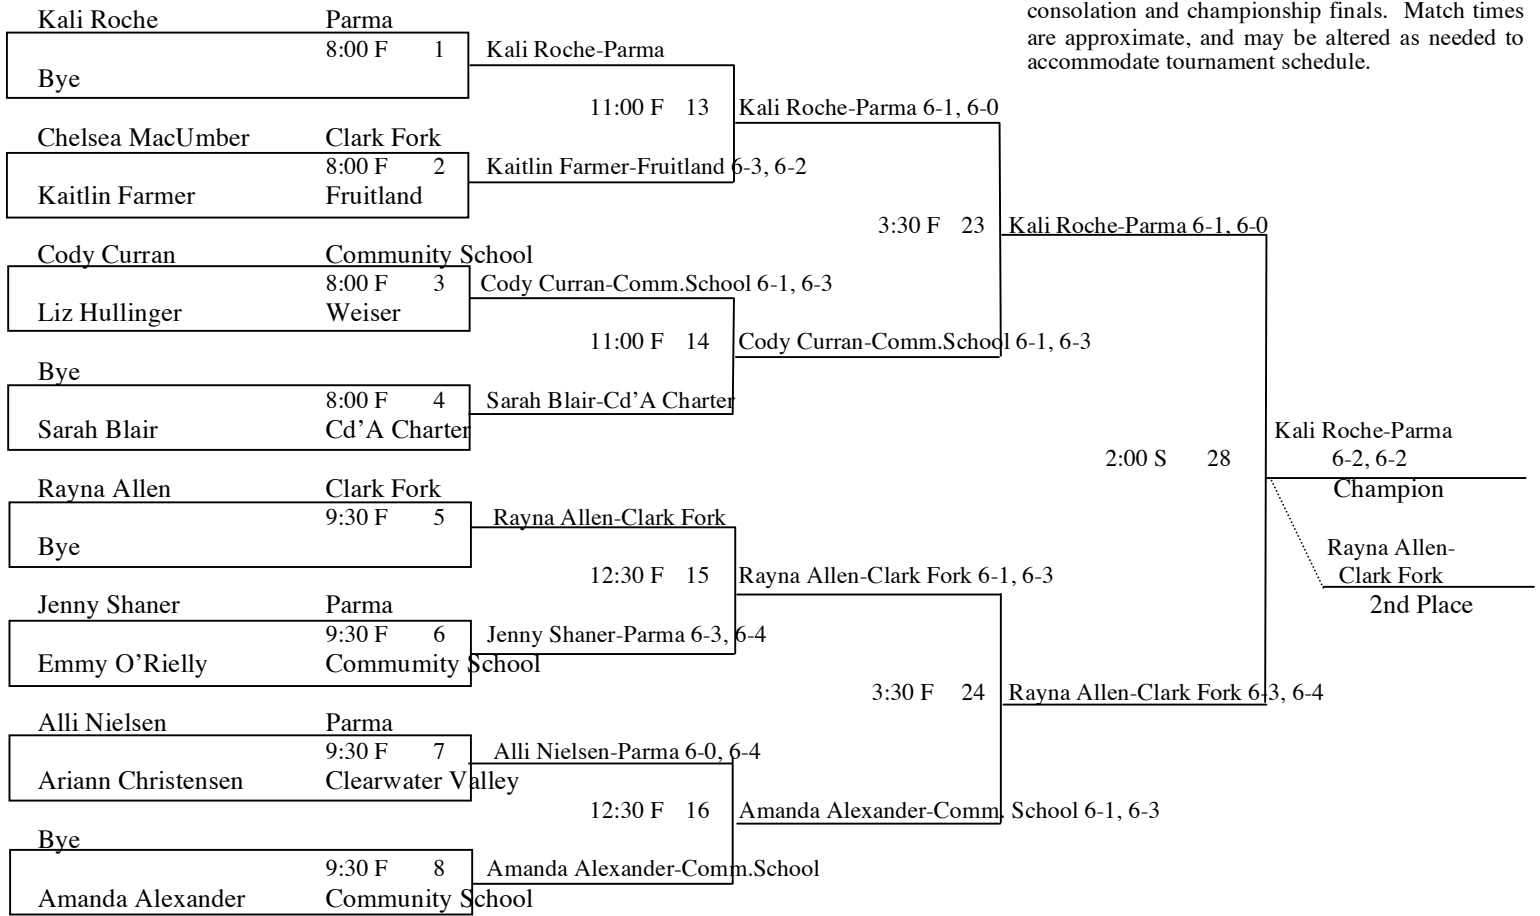 Kali Roche Parma
8:00 F 1 Kali Roche-Parma
Bye
consolation and championship finals. Match times
are approximate, and may be altered as needed to
accommodate tournament schedule.
11:00 F 13 Kali Roche-Parma 6-1, 6-0
Chelsea MacUmber Clark Fork
8:00 F 2 Kaitlin Farmer-Fruitland 6-3, 6-2
Kaitlin Farmer Fruitland
3:30 F 23 Kali Roche-Parma 6-1, 6-0
Cody Curran Community School
8:00 F 3 Cody Curran-Comm.School 6-1, 6-3
Liz Hullinger Weiser
11:00 F 14 Cody Curran-Comm.School 6-1, 6-3
Bye
8:00 F 4 Sarah Blair-Cd’A Charter
Sarah Blair Cd’A Charter
2:00 S 28 Kali Roche-Parma
6-2, 6-2
Champion
Rayna Allen Clark Fork
9:30 F 5 Rayna Allen-Clark Fork
Bye
Rayna Allen-
Clark Fork
2nd Place
12:30 F 15 Rayna Allen-Clark Fork 6-1, 6-3
Jenny Shaner Parma
9:30 F 6 Jenny Shaner-Parma 6-3, 6-4
Emmy O’Rielly Commumity School
3:30 F 24 Rayna Allen-Clark Fork 6-3, 6-4
Alli Nielsen Parma
9:30 F 7 Alli Nielsen-Parma 6-0, 6-4
Ariann Christensen Clearwater Valley
12:30 F 16 Amanda Alexander-Comm. School 6-1, 6-3
Bye
9:30 F 8 Amanda Alexander-Comm.School
Amanda Alexander Community School